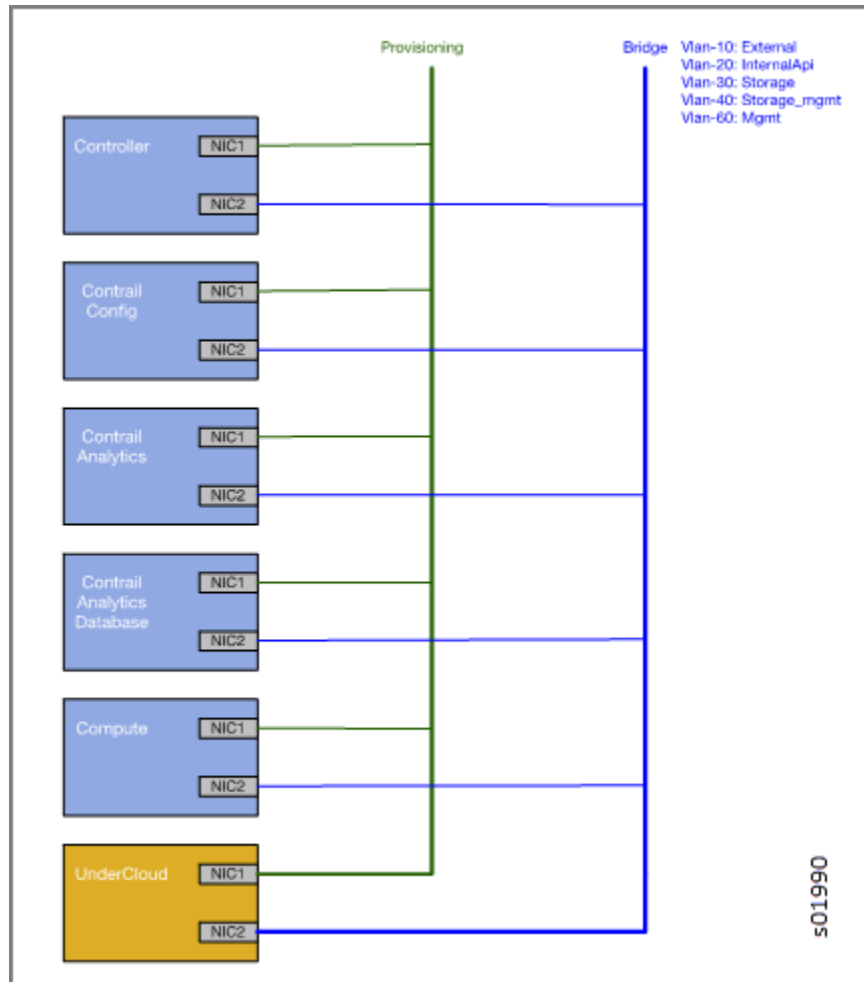 Provisioning
Bridge
Vlan-10: External
Vlan-20: InternalApi
Vlan-30: Storage
Vlan-40: Storage_mgmt
Vlan-60: Mgmt
Controller
NIC1
NIC2
Contrail
Config
NIC1
NIC2
Contrail
Analytics
NIC1
NIC2
Contrail
Analytics
Database
NIC1
NIC2
Compute
NIC1
NIC2
UnderCloud
NIC1
NIC2
s01990